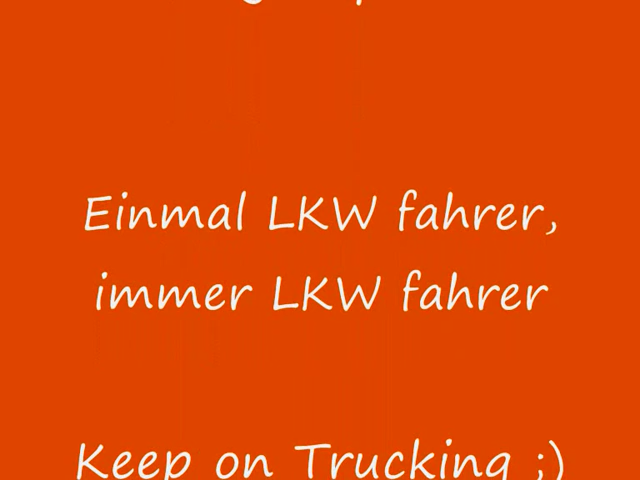 Einmal LKW fahrer,
immer LKW fahrer
Keep on Trucking ;)